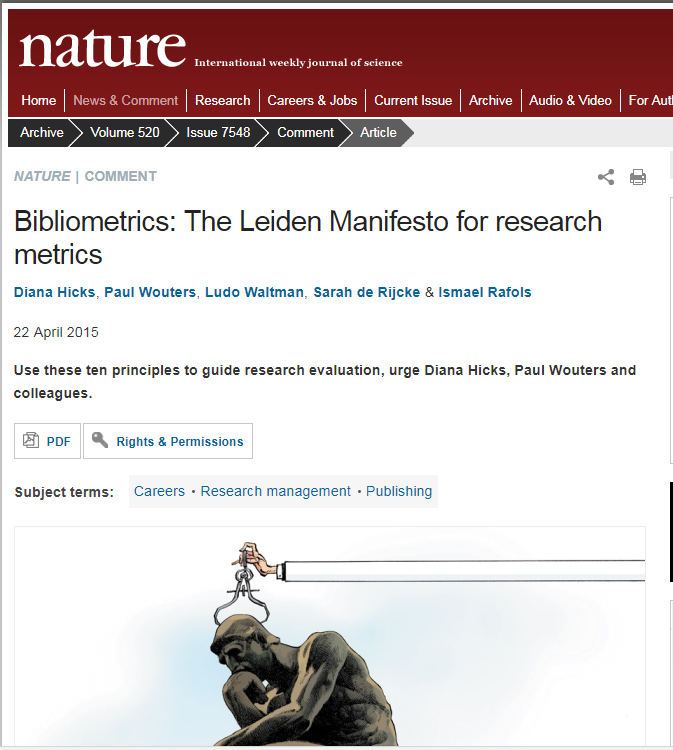 nature International weekly journal of science
Home News & Comment Research Careers & Jobs Current Issue Archive Audio & Video For Aut
Archive Volume 520 Issue 7548 Comment Article
NATURE | COMMENT
Bibliometrics: The Leiden Manifesto for research
metrics
Diana Hicks, Paul Wouters, Ludo Waltman, Sarah de Rijcke & Ismael Rafols
22 April 2015
Use these ten principles to guide research evaluation, urge Diana Hicks, Paul Wouters and
colleagues.
PDF Rights & Permissions
Subject terms: Careers • Research management • Publishing